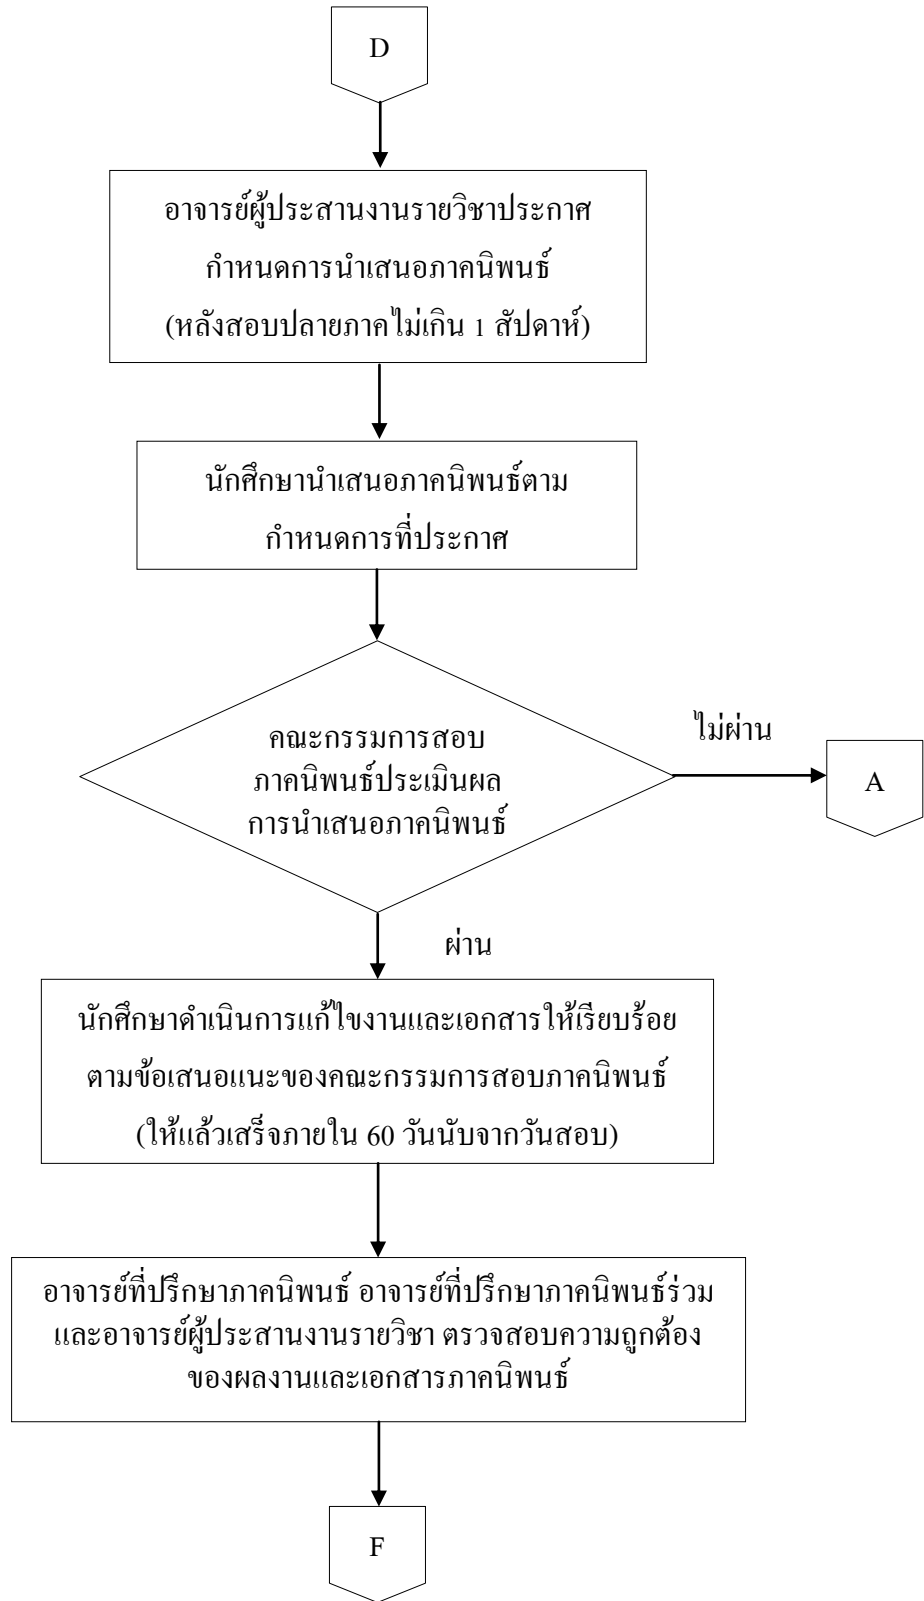 D
อาจารย์ผู้ประสานงานรายวิชาประกาศ
กำหนดการนำเสนอภาคนิพนธ์
(หลังสอบปลายภาคไม่เกิน 1 สัปดาห์)
นักศึกษานำเสนอภาคนิพนธ์ตาม
กำหนดการที่ประกาศ
คณะกรรมการสอบ
ภาคนิพนธ์ประเมินผล
การนำเสนอภาคนิพนธ์
ไม่ผ่าน
A
ผ่าน
นักศึกษาดำเนินการแก้ไขงานและเอกสารให้เรียบร้อย
ตามข้อเสนอแนะของคณะกรรมการสอบภาคนิพนธ์
(ให้แล้วเสร็จภายใน 60 วันนับจากวันสอบ)
อาจารย์ที่ปรึกษาภาคนิพนธ์ อาจารย์ที่ปรึกษาภาคนิพนธ์ร่วม
และอาจารย์ผู้ประสานงานรายวิชา ตรวจสอบความถูกต้อง
ของผลงานและเอกสารภาคนิพนธ์
F